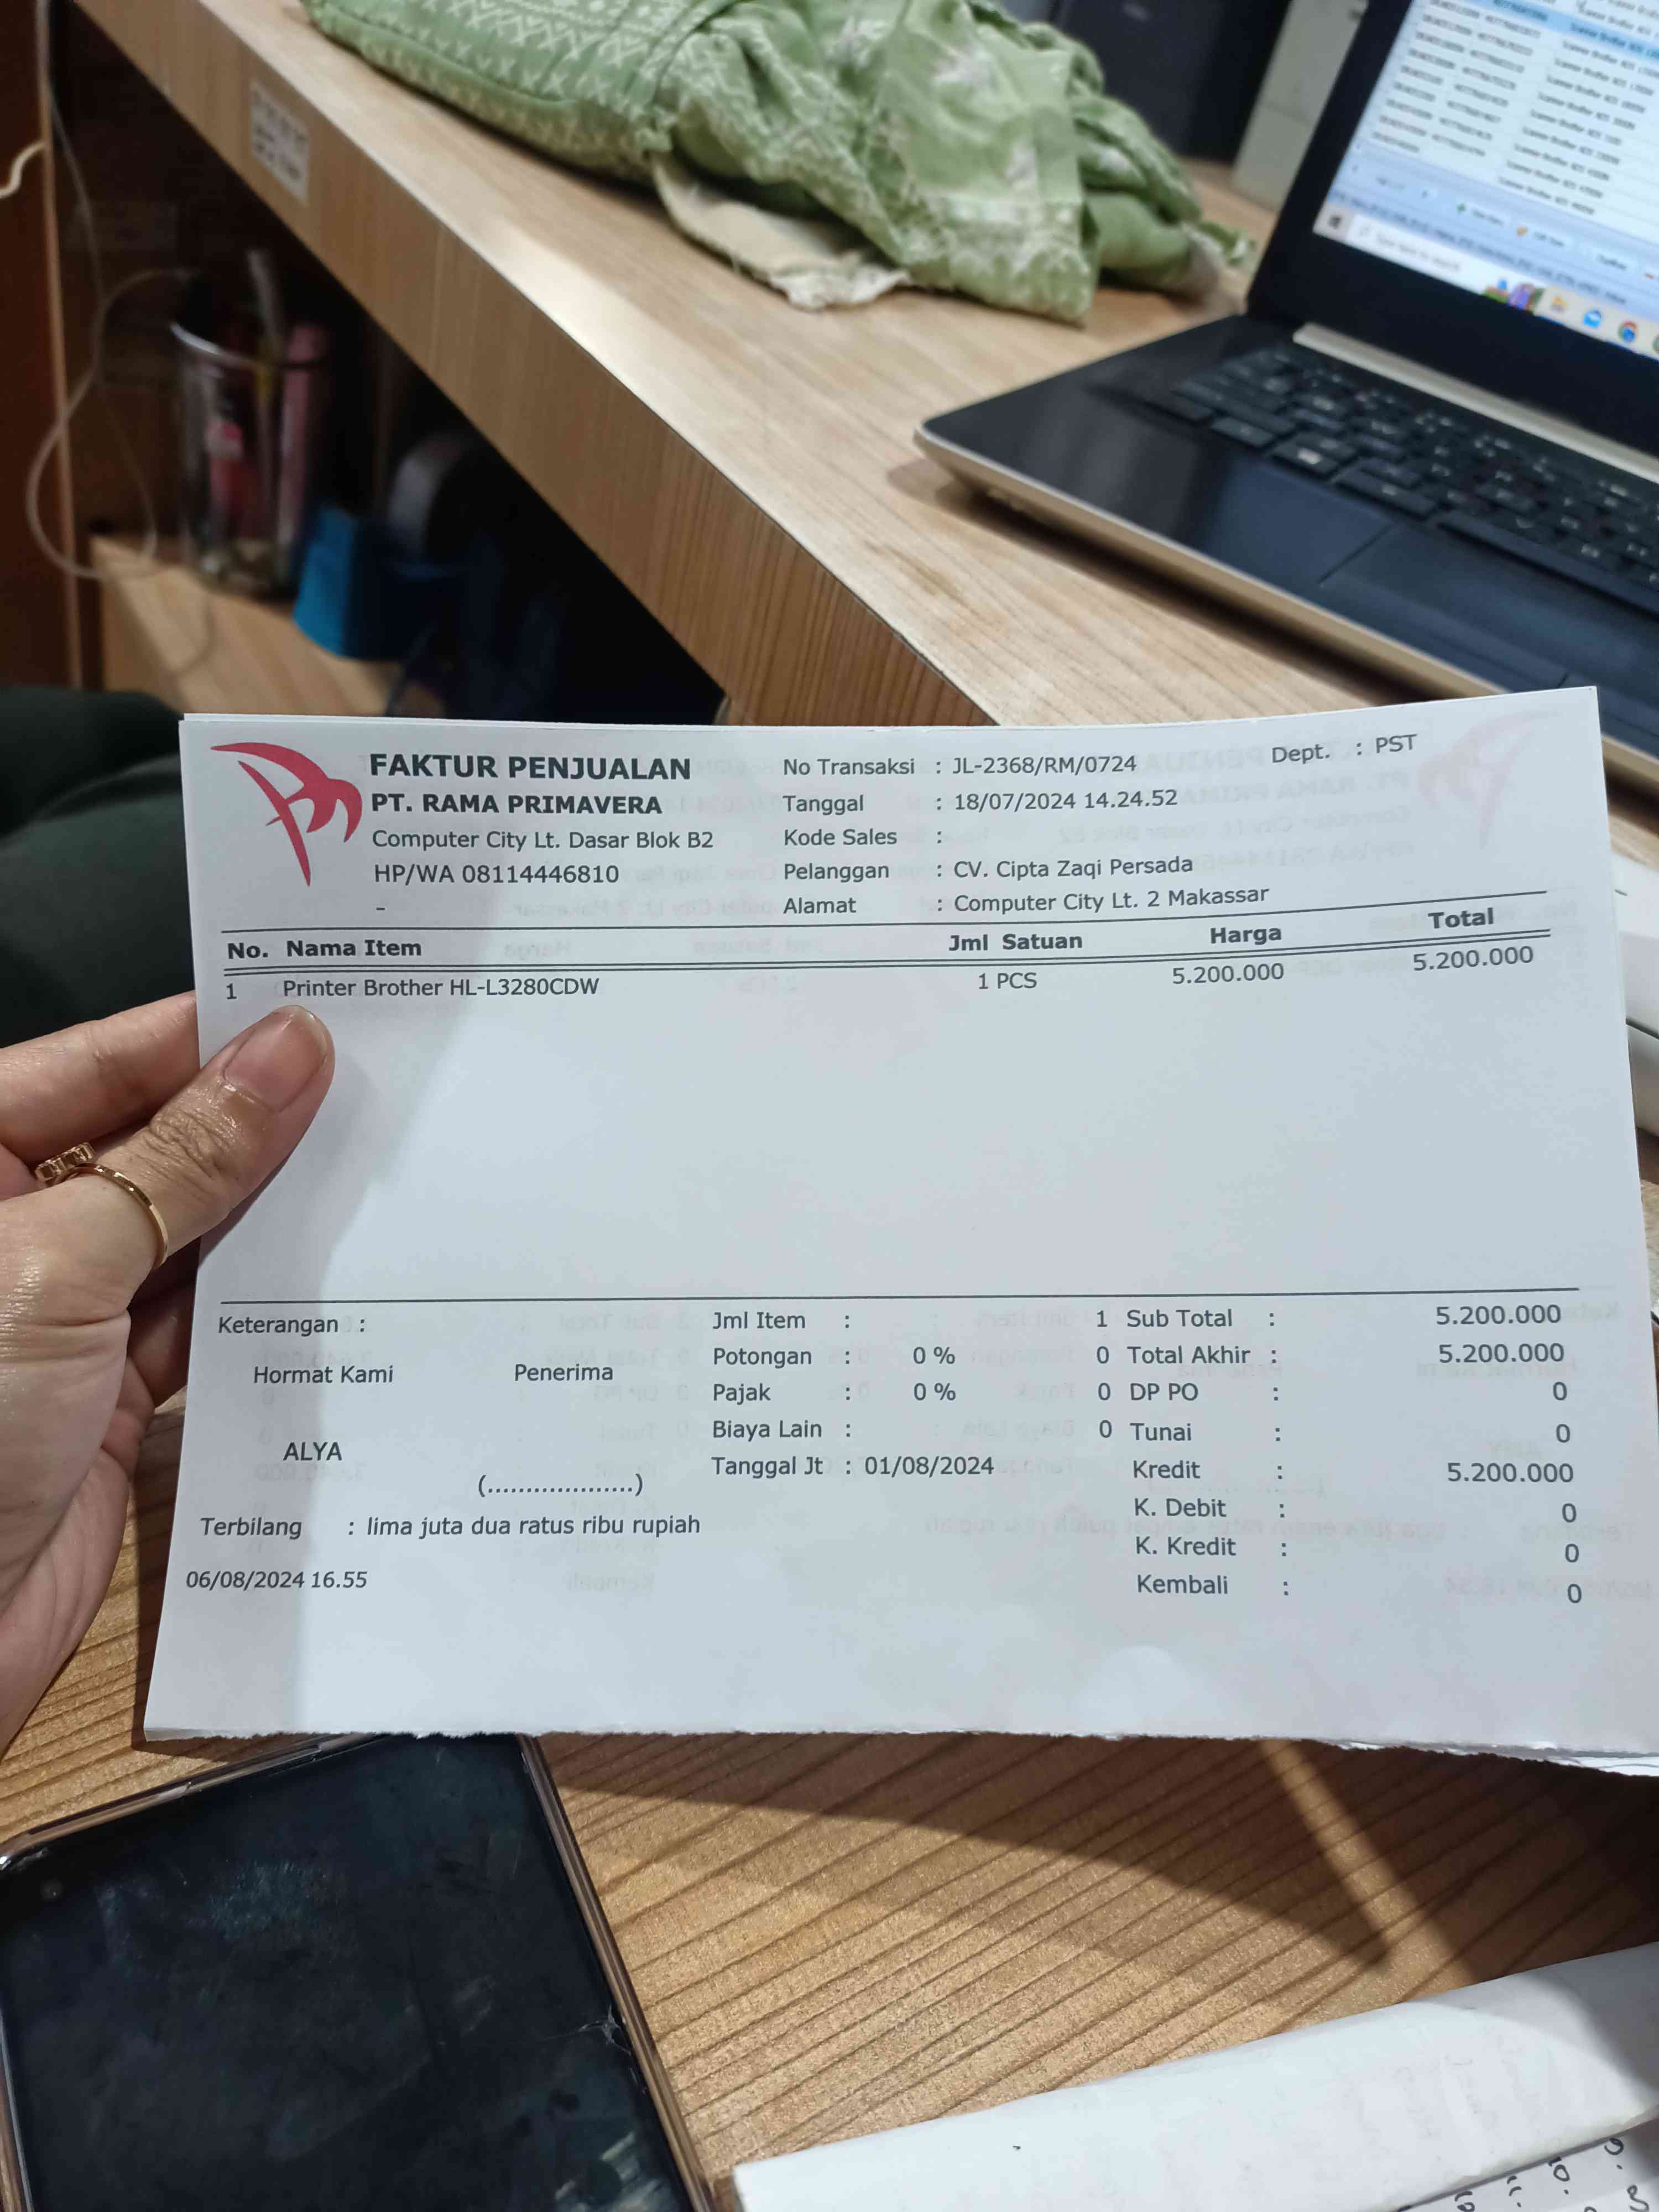 FAKTUR PENJUALAN
PT. RAMA PRIMAVERA
Computer City Lt. Dasar Blok B2
HP/WA 08114446810
-
No Transaksi : JL-2368/RM/0724
Tanggal : 18/07/2024 14.24.52
Kode Sales :
Pelanggan : CV. Cipta Zaqi Persada
Alamat : Computer City Lt. 2 Makassar
Dept. : PST
No. Nama Item Jml Satuan Harga Total
1 Printer Brother HL-L3280CDW 1 PCS 5.200.000 5.200.000
Keterangan :
Hormat Kami Penerima
ALYA
(...................)
Jml Item : 1
Potongan : 0 % 0
Pajak : 0 % 0
Biaya Lain : 0
Tanggal Jt : 01/08/2024
Sub Total : 5.200.000
Total Akhir : 5.200.000
DP PO : 0
Tunai : 0
Kredit : 5.200.000
K. Debit : 0
K. Kredit : 0
Kembali : 0
Terbilang : lima juta dua ratus ribu rupiah
06/08/2024 16.55